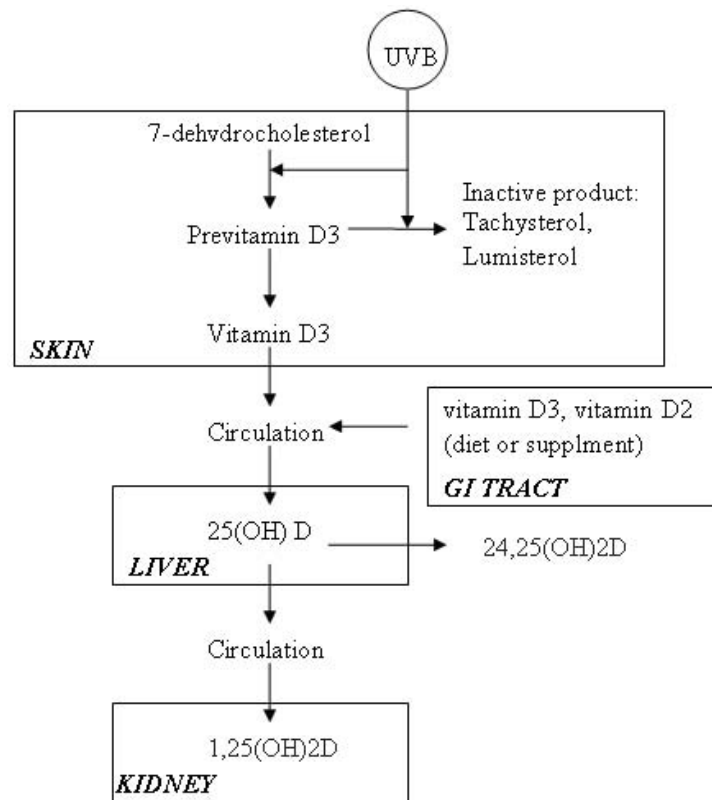 UVB
7-dehvdrocholesterol
Inactive product:
Tachysterol,
Lumisterol
Previtamin D3
Vitamin D3
SKIN
vitamin D3, vitamin D2
(diet or supplment)
GI TRACT
Circulation
25(OH) D
24,25(OH)2D
LIVER
Circulation
1,25(OH)2D
KIDNEY